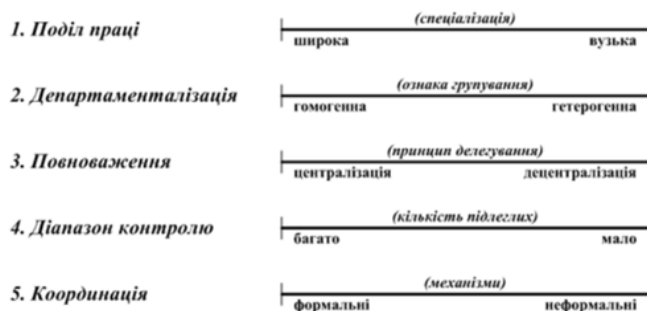 (спеціалізація)
1. Поділ праці
широка вузька
(ознака групування)
2. Департаменталізація
гомогенна гетерогенна
(принцип делегування)
3. Повноваження
централізація децентралізація
(кількість підлеглих)
4. Діапазон контролю
багато мало
(механізми)
5. Координація
формальні неформальні